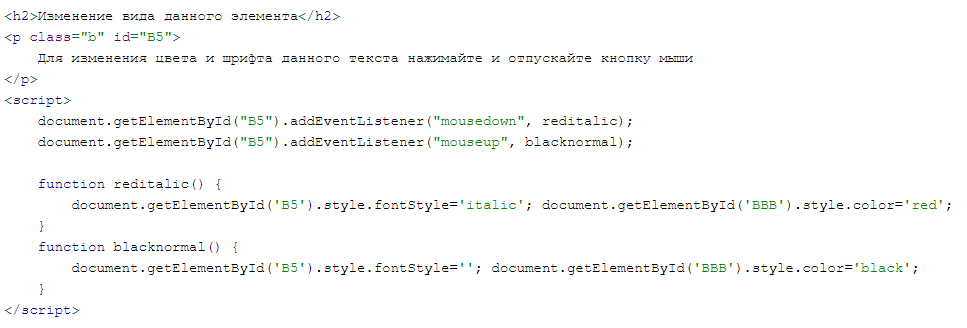 <h2>Изменение вида данного элемента</h2>
<p class="b" id="B5">
Для изменения цвета и шрифта данного текста нажимайте и отпускайте кнопку мыши
</p>
<script>
document.getElementById("B5").addEventListener("mousedown", reditalic);
document.getElementById("B5").addEventListener("mouseup", blacknormal);
function reditalic() {
document.getElementById('B5').style.fontStyle='italic'; document.getElementById('BBB').style.color='red';
}
function blacknormal() {
document.getElementById('B5').style.fontStyle=''; document.getElementById('BBB').style.color='black';
}
</script>